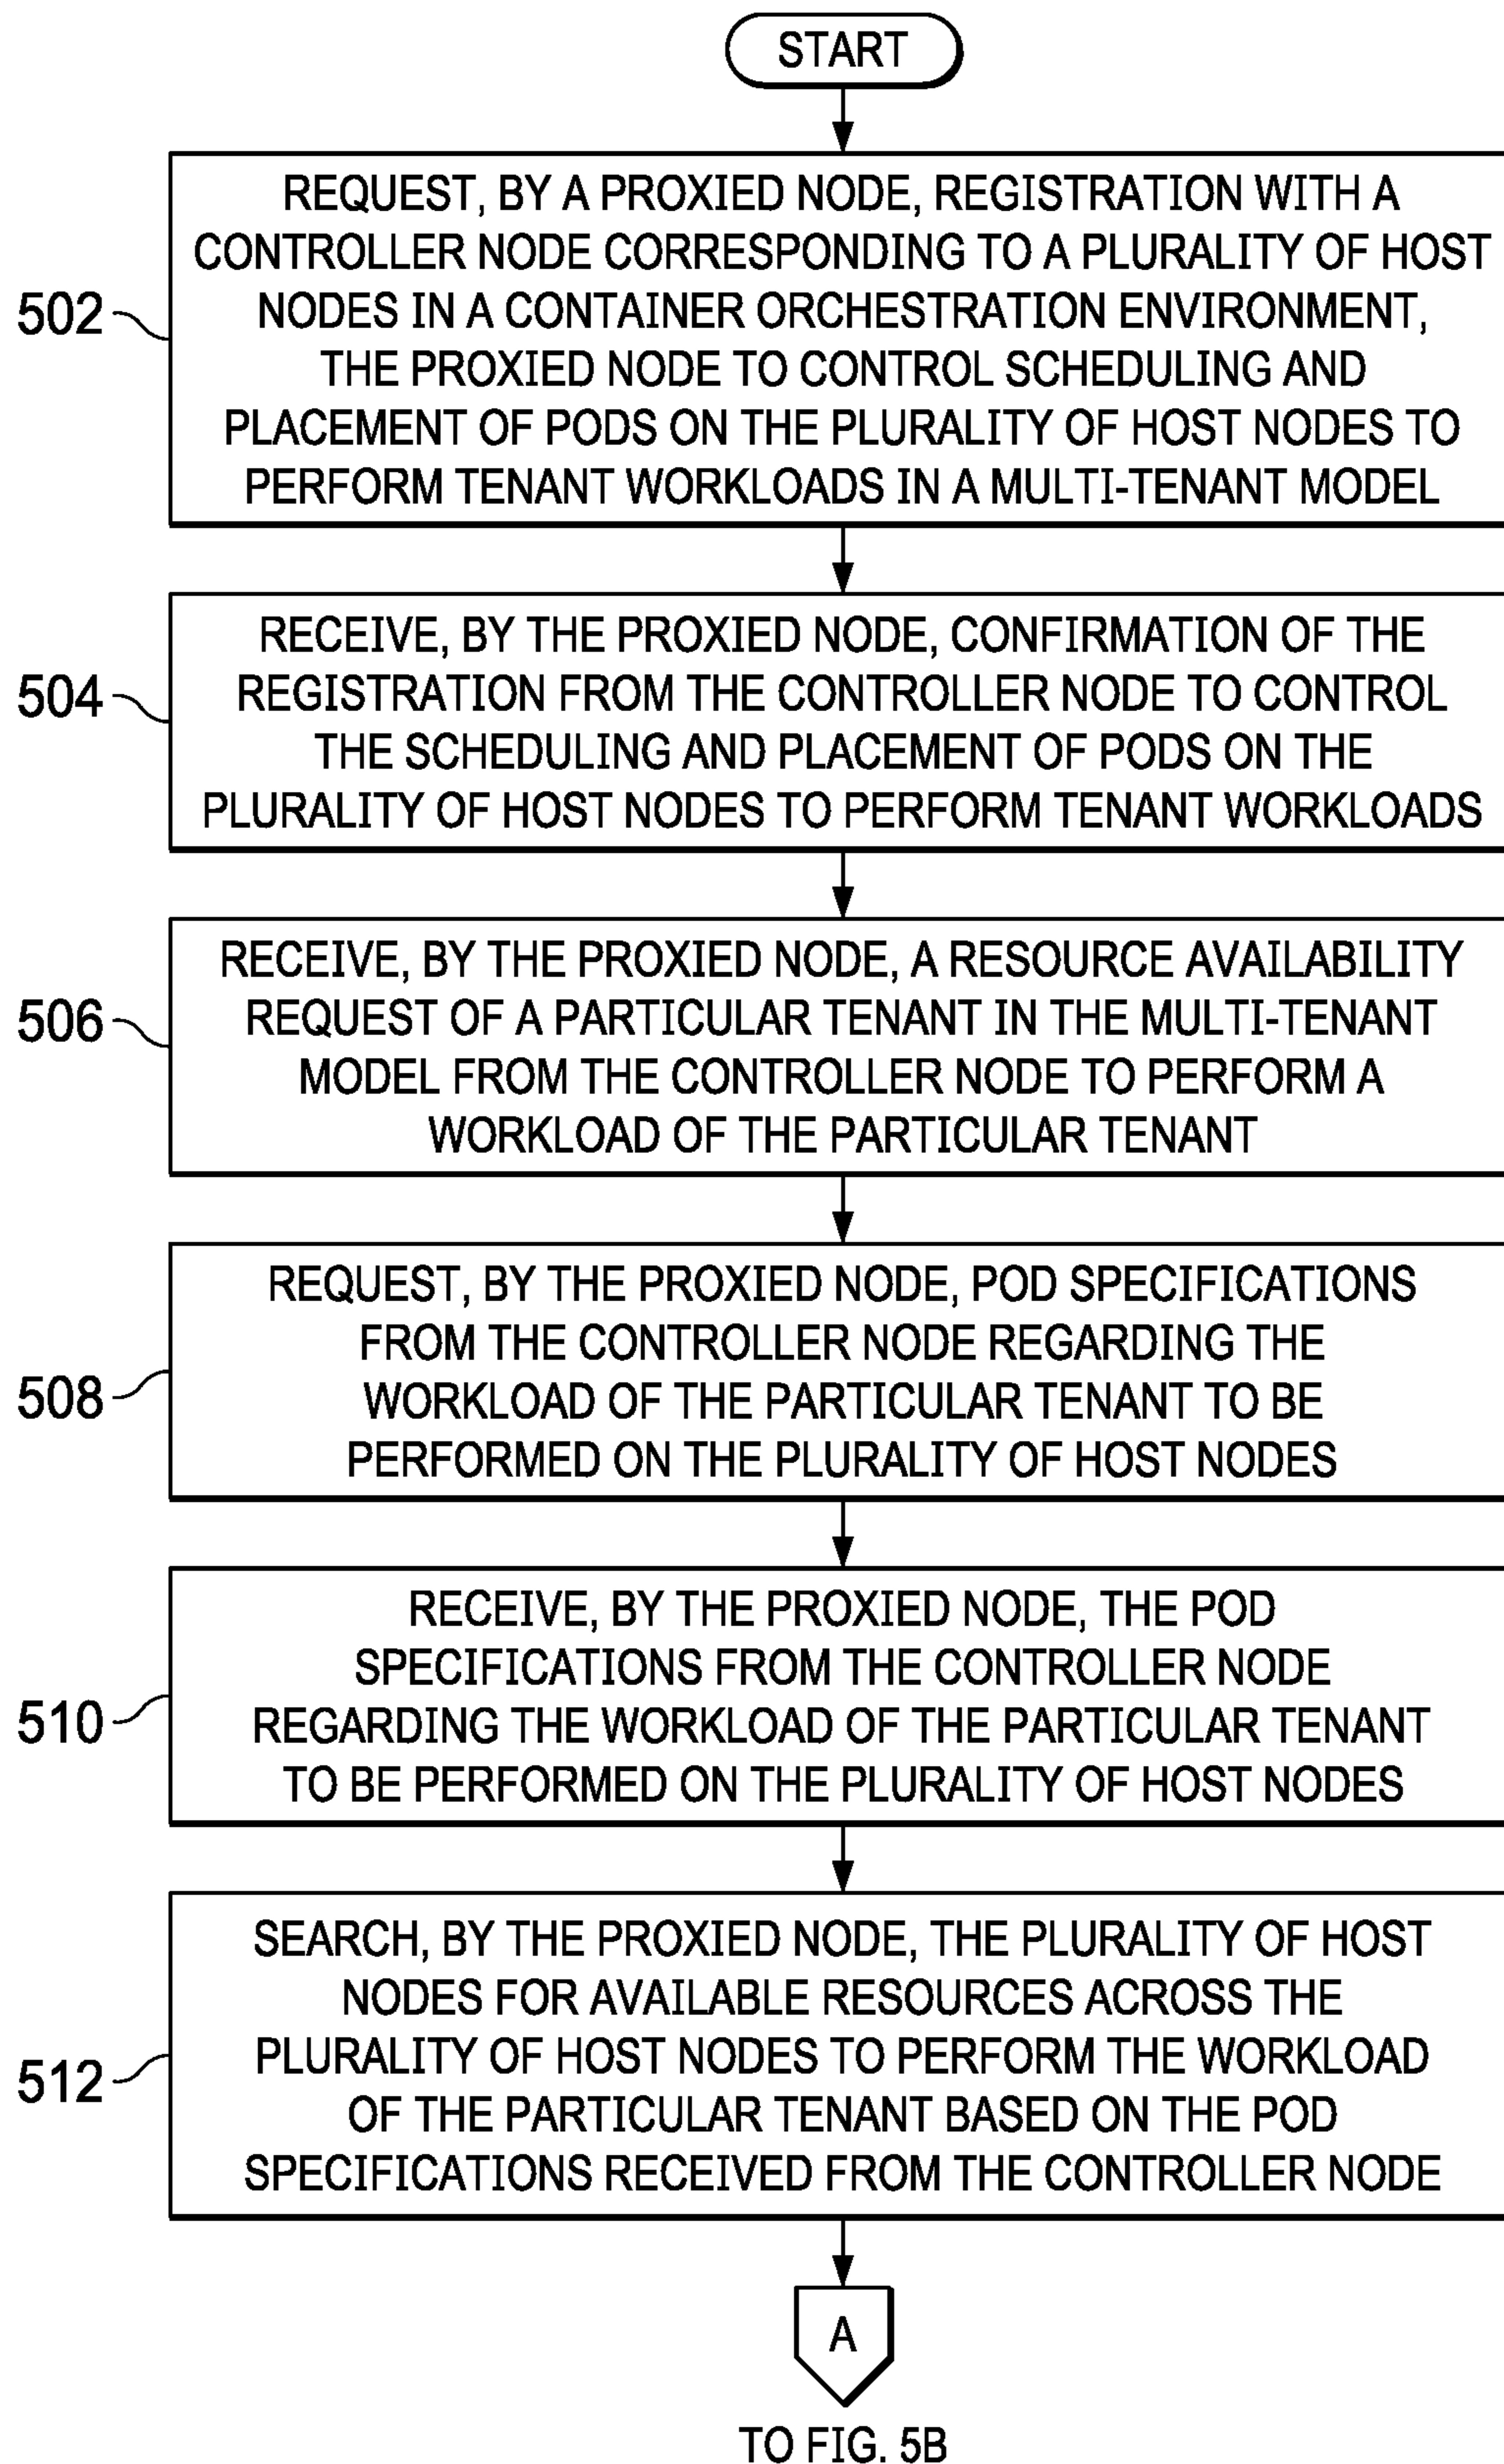 START
REQUEST, BY A PROXIED NODE, REGISTRATION WITH A
CONTROLLER NODE CORRESPONDING TO A PLURALITY OF HOST
NODES IN A CONTAINER ORCHESTRATION ENVIRONMENT,
THE PROXIED NODE TO CONTROL SCHEDULING AND
PLACEMENT OF PODS ON THE PLURALITY OF HOST NODES TO
PERFORM TENANT WORKLOADS IN A MULTI-TENANT MODEL
502
RECEIVE, BY THE PROXIED NODE, CONFIRMATION OF THE
REGISTRATION FROM THE CONTROLLER NODE TO CONTROL
THE SCHEDULING AND PLACEMENT OF PODS ON THE
PLURALITY OF HOST NODES TO PERFORM TENANT WORKLOADS
504
RECEIVE, BY THE PROXIED NODE, A RESOURCE AVAILABILITY
REQUEST OF A PARTICULAR TENANT IN THE MULTI-TENANT
MODEL FROM THE CONTROLLER NODE TO PERFORM A
WORKLOAD OF THE PARTICULAR TENANT
506
REQUEST, BY THE PROXIED NODE, POD SPECIFICATIONS
FROM THE CONTROLLER NODE REGARDING THE
WORKLOAD OF THE PARTICULAR TENANT TO BE
PERFORMED ON THE PLURALITY OF HOST NODES
508
RECEIVE, BY THE PROXIED NODE, THE POD
SPECIFICATIONS FROM THE CONTROLLER NODE
REGARDING THE WORKLOAD OF THE PARTICULAR TENANT
TO BE PERFORMED ON THE PLURALITY OF HOST NODES
510
SEARCH, BY THE PROXIED NODE, THE PLURALITY OF HOST
NODES FOR AVAILABLE RESOURCES ACROSS THE
PLURALITY OF HOST NODES TO PERFORM THE WORKLOAD
OF THE PARTICULAR TENANT BASED ON THE POD
SPECIFICATIONS RECEIVED FROM THE CONTROLLER NODE
512
A
TO FIG. 5B